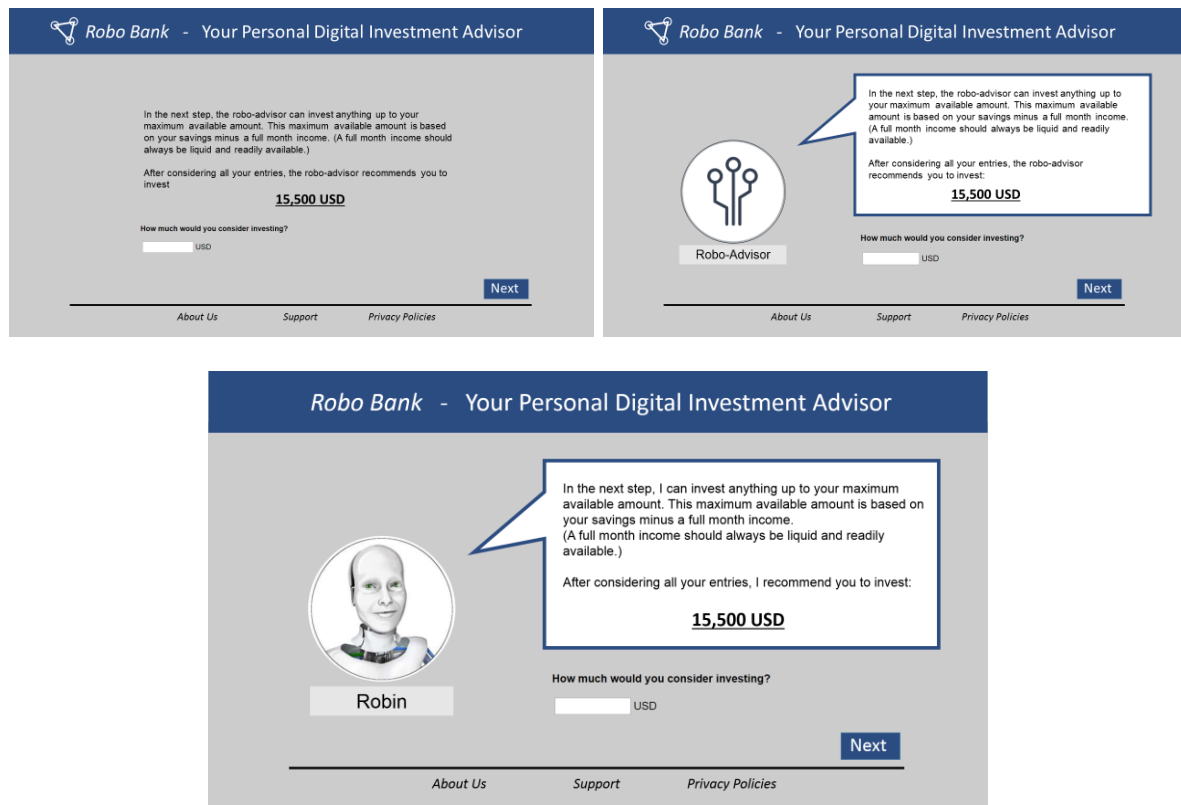 Robo Bank - Your Personal Digital Investment Advisor
In the next step, the robo-advisor can invest anything up to your
maximum available amount. This maximum available amount is based
on your savings minus a full month income. (A full month income should
always be liquid and readily available.)
After considering all your entries, the robo-advisor recommends you to
invest
15,500 USD
How much would you consider investing?
USD
Next
About Us Support Privacy Policies
Robo Bank - Your Personal Digital Investment Advisor
In the next step, the robo-advisor can invest anything up to
your maximum available amount. This maximum available
amount is based on your savings minus a full month income.
(A full month income should always be liquid and readily
available.)
After considering all your entries, the robo-advisor
recommends you to invest:
15,500 USD
Robo-Advisor
How much would you consider investing?
USD
Next
About Us Support Privacy Policies
Robo Bank - Your Personal Digital Investment Advisor
In the next step, I can invest anything up to your maximum
available amount. This maximum available amount is based on
your savings minus a full month income.
(A full month income should always be liquid and readily
available.)
After considering all your entries, I recommend you to invest:
15,500 USD
Robin
How much would you consider investing?
USD
Next
About Us Support Privacy Policies